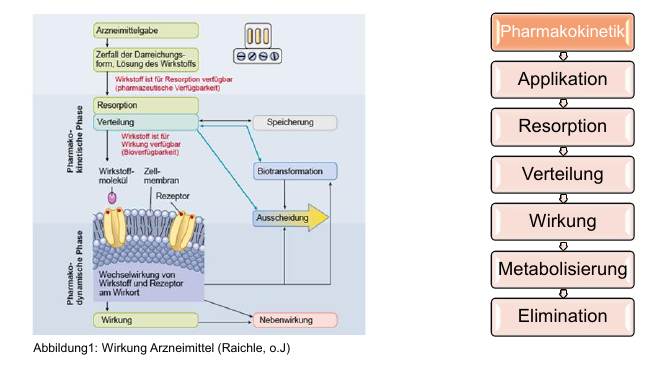 Arzneimittelgabe
Zerfall der Darreichungs-
form, Lösung des Wirkstoffs
Wirkstoff ist für Resorption verfügbar
(pharmazeutische Verfügbarkeit)
Resorption
Verteilung
Speicherung
Wirkstoff ist für
Wirkung verfügbar
(Bioverfügbarkeit)
Pharmako-
kinetische Phase
Wirkstoff-
molekül
Zell-
membran
Rezeptor
Biotransformation
Ausscheidung
Pharmako-
dynamische Phase
Wechselwirkung von
Wirkstoff und Rezeptor
am Wirkort
Wirkung
Nebenwirkung
Abbildung1: Wirkung Arzneimittel (Raichle, o.J)
Pharmakokinetik
Applikation
Resorption
Verteilung
Wirkung
Metabolisierung
Elimination